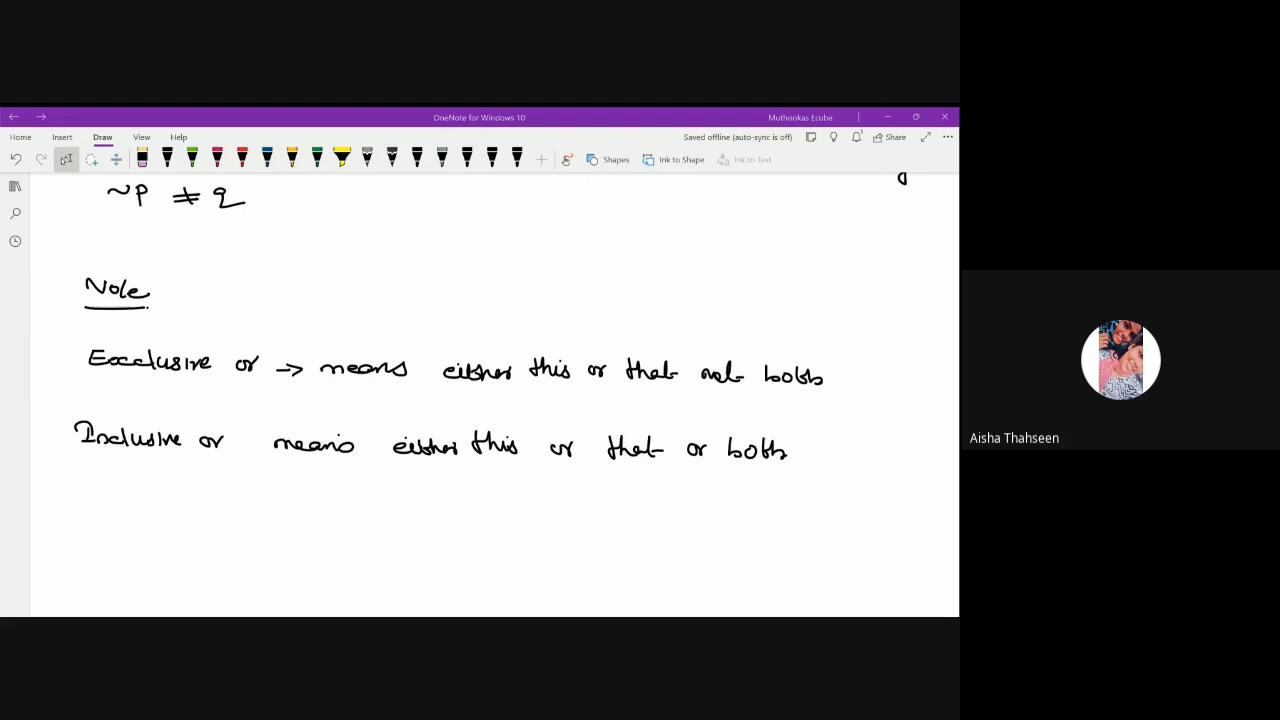 OneNote for Windows 10
Muthookas Ecube
Home Insert Draw View Help
Saved offline (auto-sync is off)
Share
Shapes
Ink to Shape
Ink to Text
~p ≠ q
Note
Exclusive or → means either this or that not both
Inclusive or means either this or that or both
Aisha Thahseen